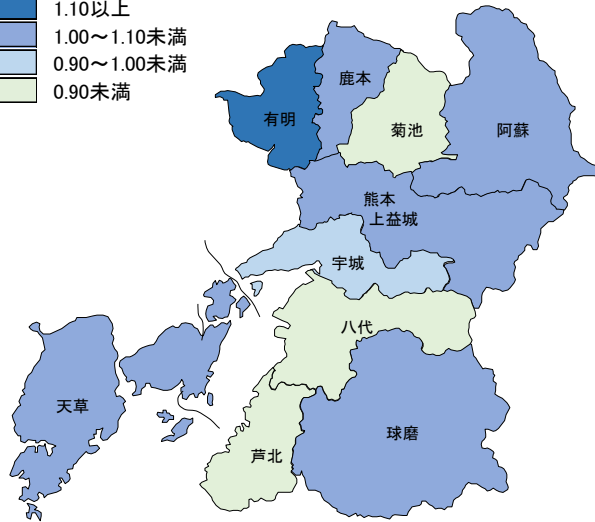 1.10以上
1.00～1.10未満
0.90～1.00未満
0.90未満
鹿本
有明
菊池
阿蘇
熊本
上益城
宇城
八代
天草
球磨
芦北